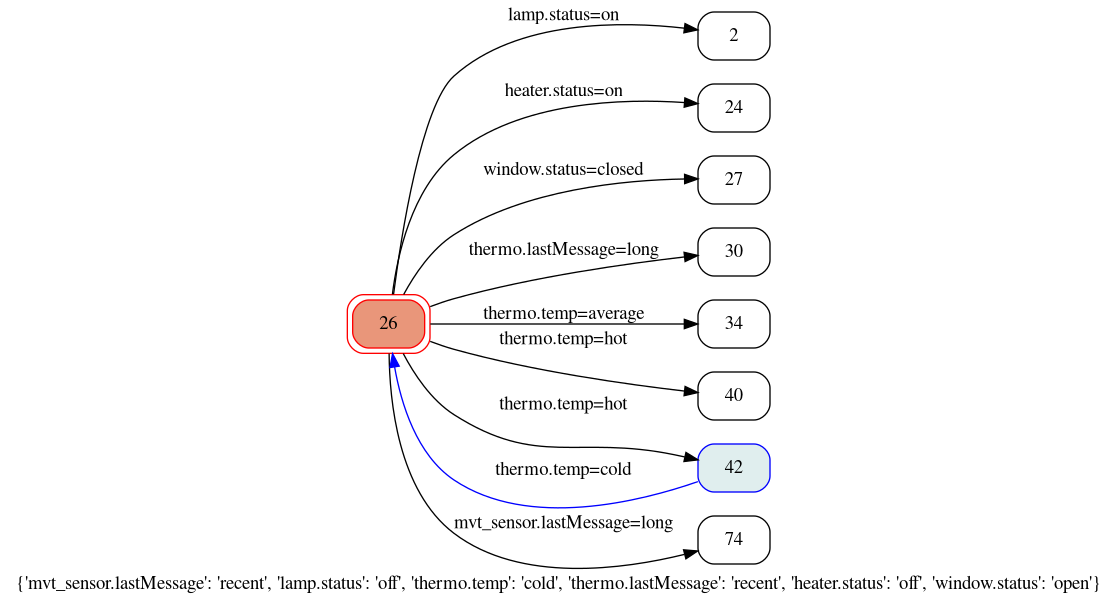 lamp.status=on
2
heater.status=on
24
window.status=closed
27
thermo.lastMessage=long
30
thermo.temp=average
26
34
thermo.temp=hot
40
thermo.temp=hot
thermo.temp=cold
42
mvt_sensor.lastMessage=long
74
{'mvt_sensor.lastMessage': 'recent', 'lamp.status': 'off', 'thermo.temp': 'cold', 'thermo.lastMessage': 'recent', 'heater.status': 'off', 'window.status': 'open'}